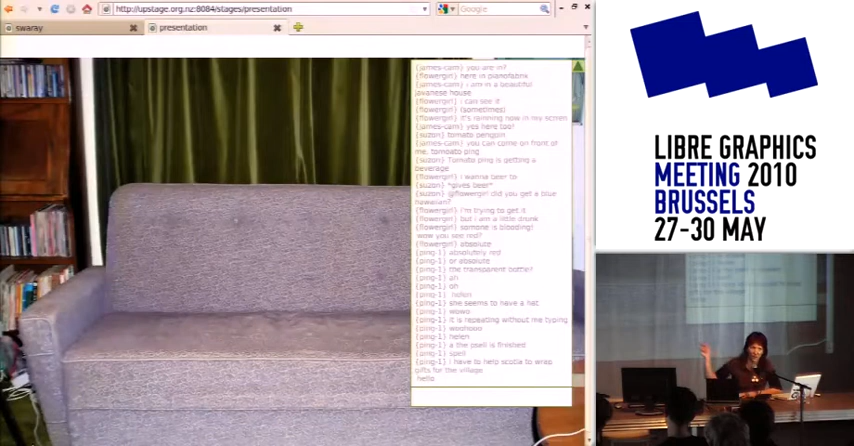 http://upstage.org.nz:8084/stages/presentation
Google
swaray
presentation
{james-cam} you are in?
{flowergirl} here in pianofabrik
{james-cam} i am in a beautiful
javanese house
{flowergirl} i can see it
{flowergirl} (sometimes)
{flowergirl} it's rainning now in my screen
{james-cam} yes here too!
{suzon} tomato penguin
{james-cam} you can come on front of
me, tomoato ping
{suzon} Tomato ping is getting a
beverage
{flowergirl} i wanna beer to
{suzon} *gives beer*
{suzon} @flowergirl did you get a blue
hawaiian?
{flowergirl} i'm trying to get it
{flowergirl} but i am a little drunk
{flowergirl} somone is blooding!
wow you see red?
{flowergirl} absolute
{ping-1} absolutely red
{ping-1} or absolute
{ping-1} the transparent bottle?
{ping-1} ah
{ping-1} oh
{ping-1} helen
{ping-1} she seems to have a hat
{ping-1} wowo
{ping-1} it is repeating without me typing
{ping-1} woohooo
{ping-1} helen
{ping-1} a the psell is finished
{ping-1} spell
{ping-1} i have to help scotia to wrap
gifts for the village
hello
LIBRE GRAPHICS
MEETING 2010
BRUSSELS
27-30 MAY